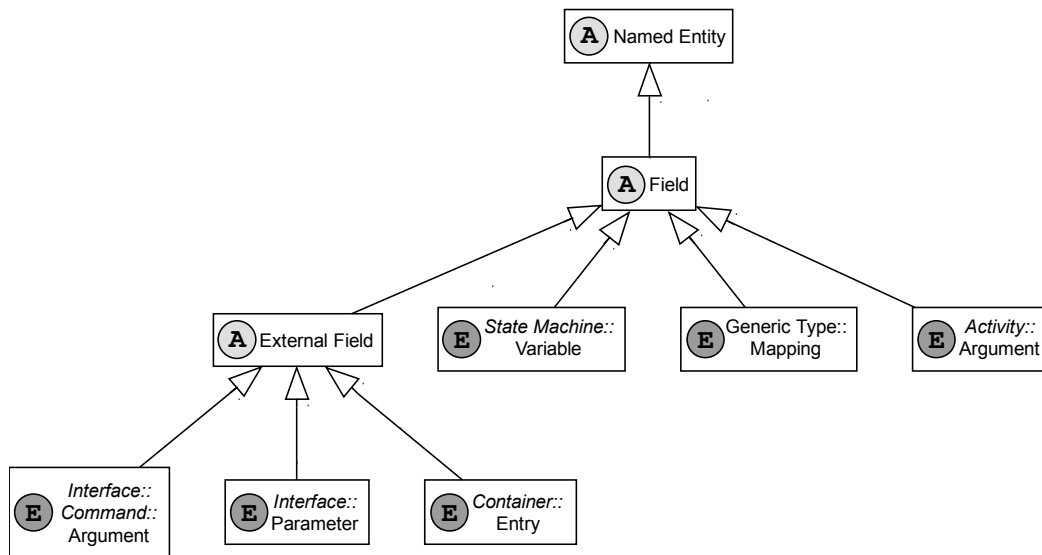 A Named Entity
A Field
A External Field
E State Machine::
Variable
E Generic Type::
Mapping
E Activity::
Argument
E Interface::
Command::
Argument
E Interface::
Parameter
E Container::
Entry